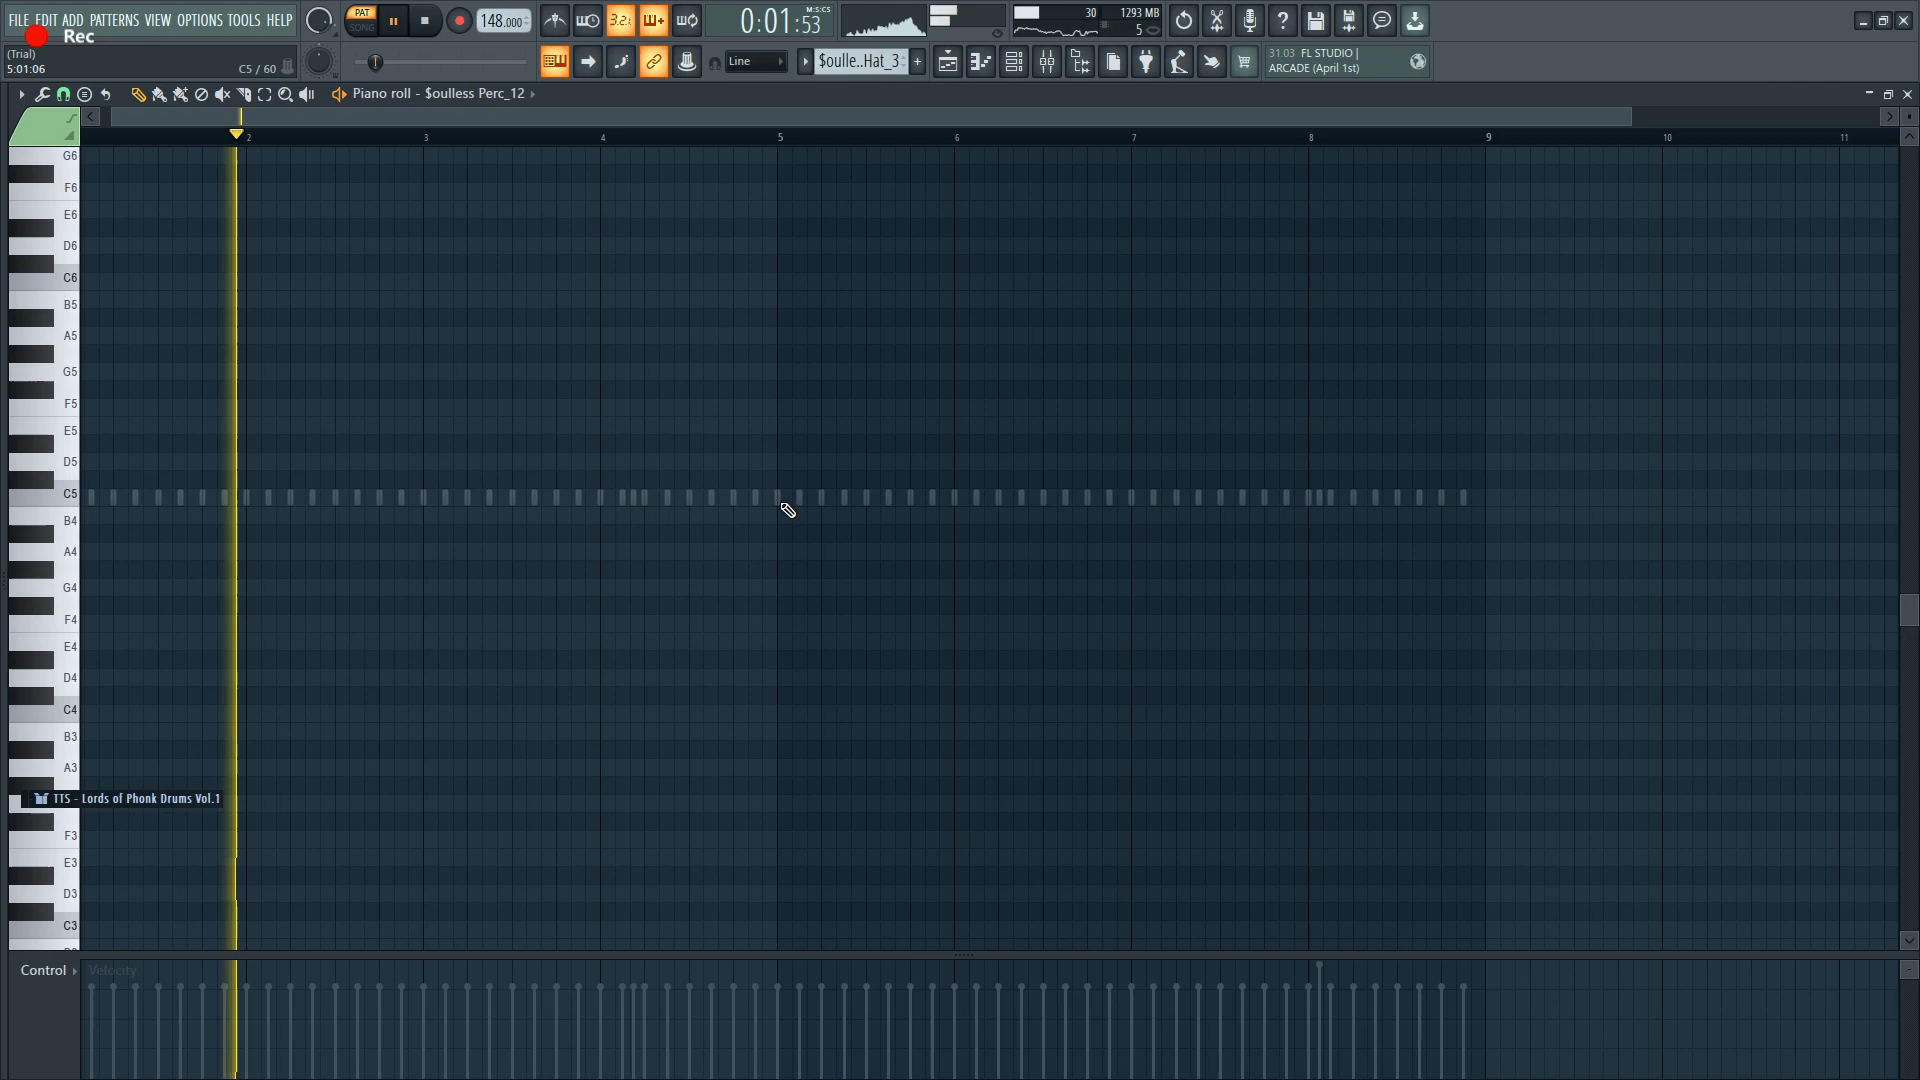 FILE EDIT ADD PATTERNS VIEW OPTIONS TOOLS HELP
Rec
(Trial)
5:01:06
C5 / 60
PAT
SONG
148.000
3.2.
0:01:53
M:S:CS
30
1293 MB
5
Line
$oulle..Hat_3
31.03 FL STUDIO |
ARCADE (April 1st)
Piano roll - $oulless Perc_12
2 3 4 5 6 7 8 9 10 11
G6
F6
E6
D6
C6
B5
A5
G5
F5
E5
D5
C5
B4
A4
G4
F4
E4
D4
C4
B3
A3
TTS - Lords of Phonk Drums Vol.1
F3
E3
D3
C3
Control
Velocity